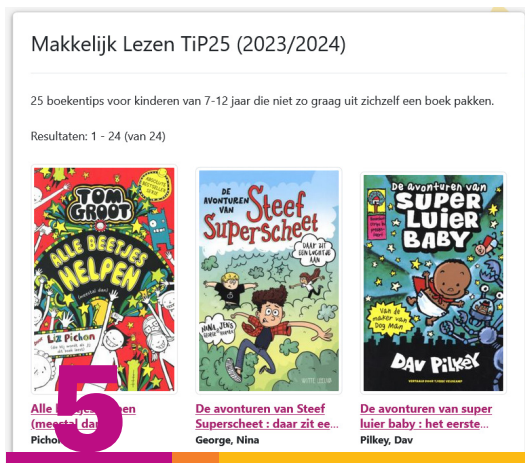 Makkelijk Lezen TiP25 (2023/2024)
25 boekentips voor kinderen van 7-12 jaar die niet zo graag uit zichzelf een boek pakken.
Resultaten: 1 - 24 (van 24)
TOM
GROOT
ALLE BEETJES
HELPEN
(meestal dan)
LIZ PICHON
DE
AVONTUREN
VAN
Steef
Superscheet
DAAR ZIT
EEN LUCHTJE
AAN
NINA
GEORGE
De avonturen van
SUPER
LUIER
BABY
Van de
maker van
Dog Man
DAV PILKEY
Alle
(meestal
De avonturen van Steef
Superscheet : daar zit ee...
George, Nina
De avonturen van super
luier baby : het eerste...
Pilkey, Dav
5